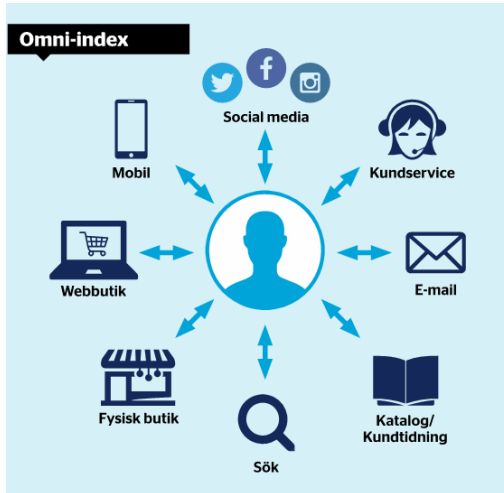 Omni-index
Social media
Mobil
Kundservice
Webbutik
E-mail
Fysisk butik
Katalog/
Kundtidning
Sök